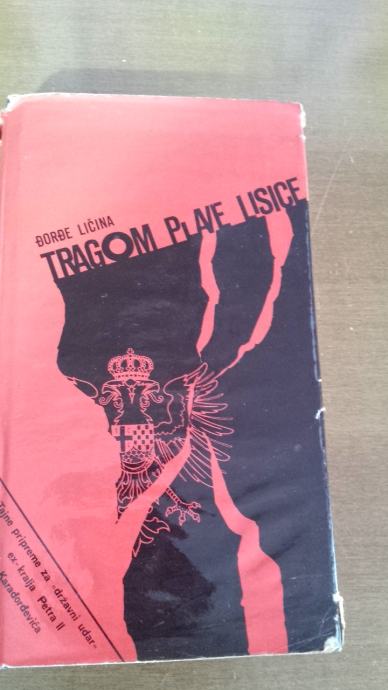 ĐORĐE LIČINA
TRAGOM PLAVE LISICE
Tajne pripreme za »državni udar«
ex-kralja Petra II
Karađorđevića